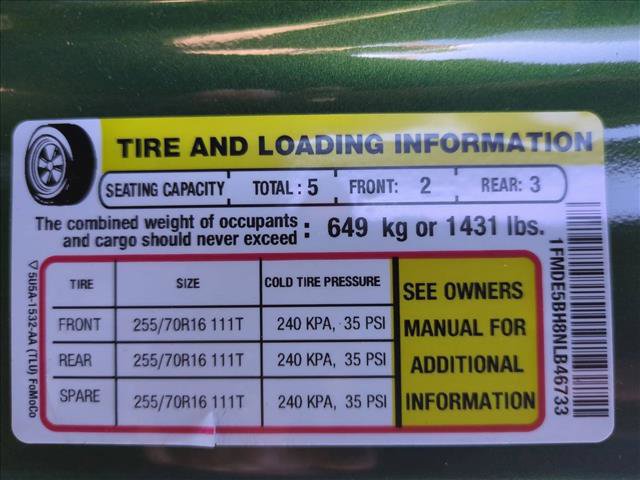 TIRE AND LOADING INFORMATION
SEATING CAPACITY TOTAL : 5 FRONT: 2 REAR: 3
The combined weight of occupants
and cargo should never exceed : 649 kg or 1431 lbs.
TIRE SIZE COLD TIRE PRESSURE
FRONT 255/70R16 111T 240 KPA, 35 PSI
REAR 255/70R16 111T 240 KPA, 35 PSI
SPARE 255/70R16 111T 240 KPA, 35 PSI
SEE OWNERS
MANUAL FOR
ADDITIONAL
INFORMATION
5U5A-1532-AA (TLU) FoMoCo
1FMDE5BH8NLB46733